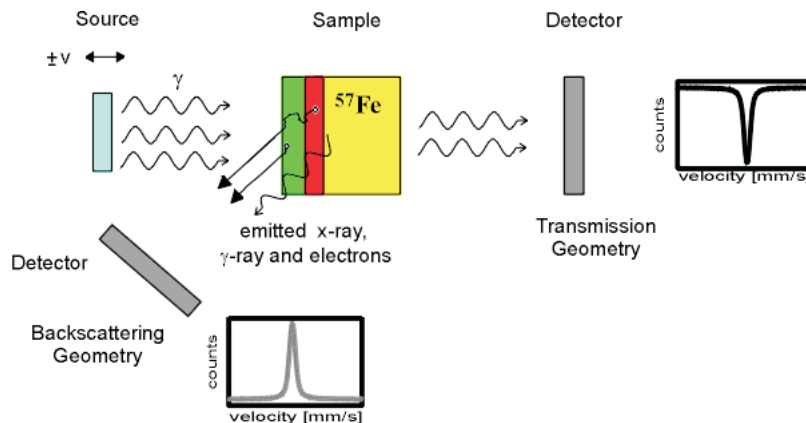 Source
Sample
Detector
± v
γ
57Fe
counts
velocity [mm/s]
emitted x-ray,
γ-ray and electrons
Transmission
Geometry
Detector
Backscattering
Geometry
counts
velocity [mm/s]